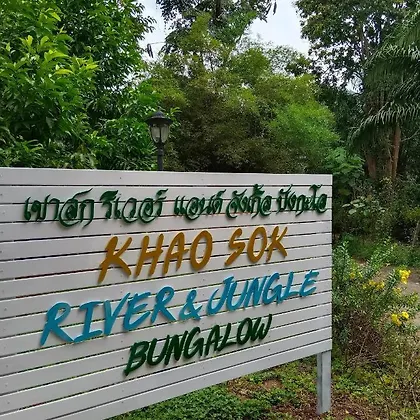 เขาสก ริเวอร์ แอนด์ จังเกิ้ล บังกะโล
KHAO SOK
RIVER & JUNGLE
BUNGALOW